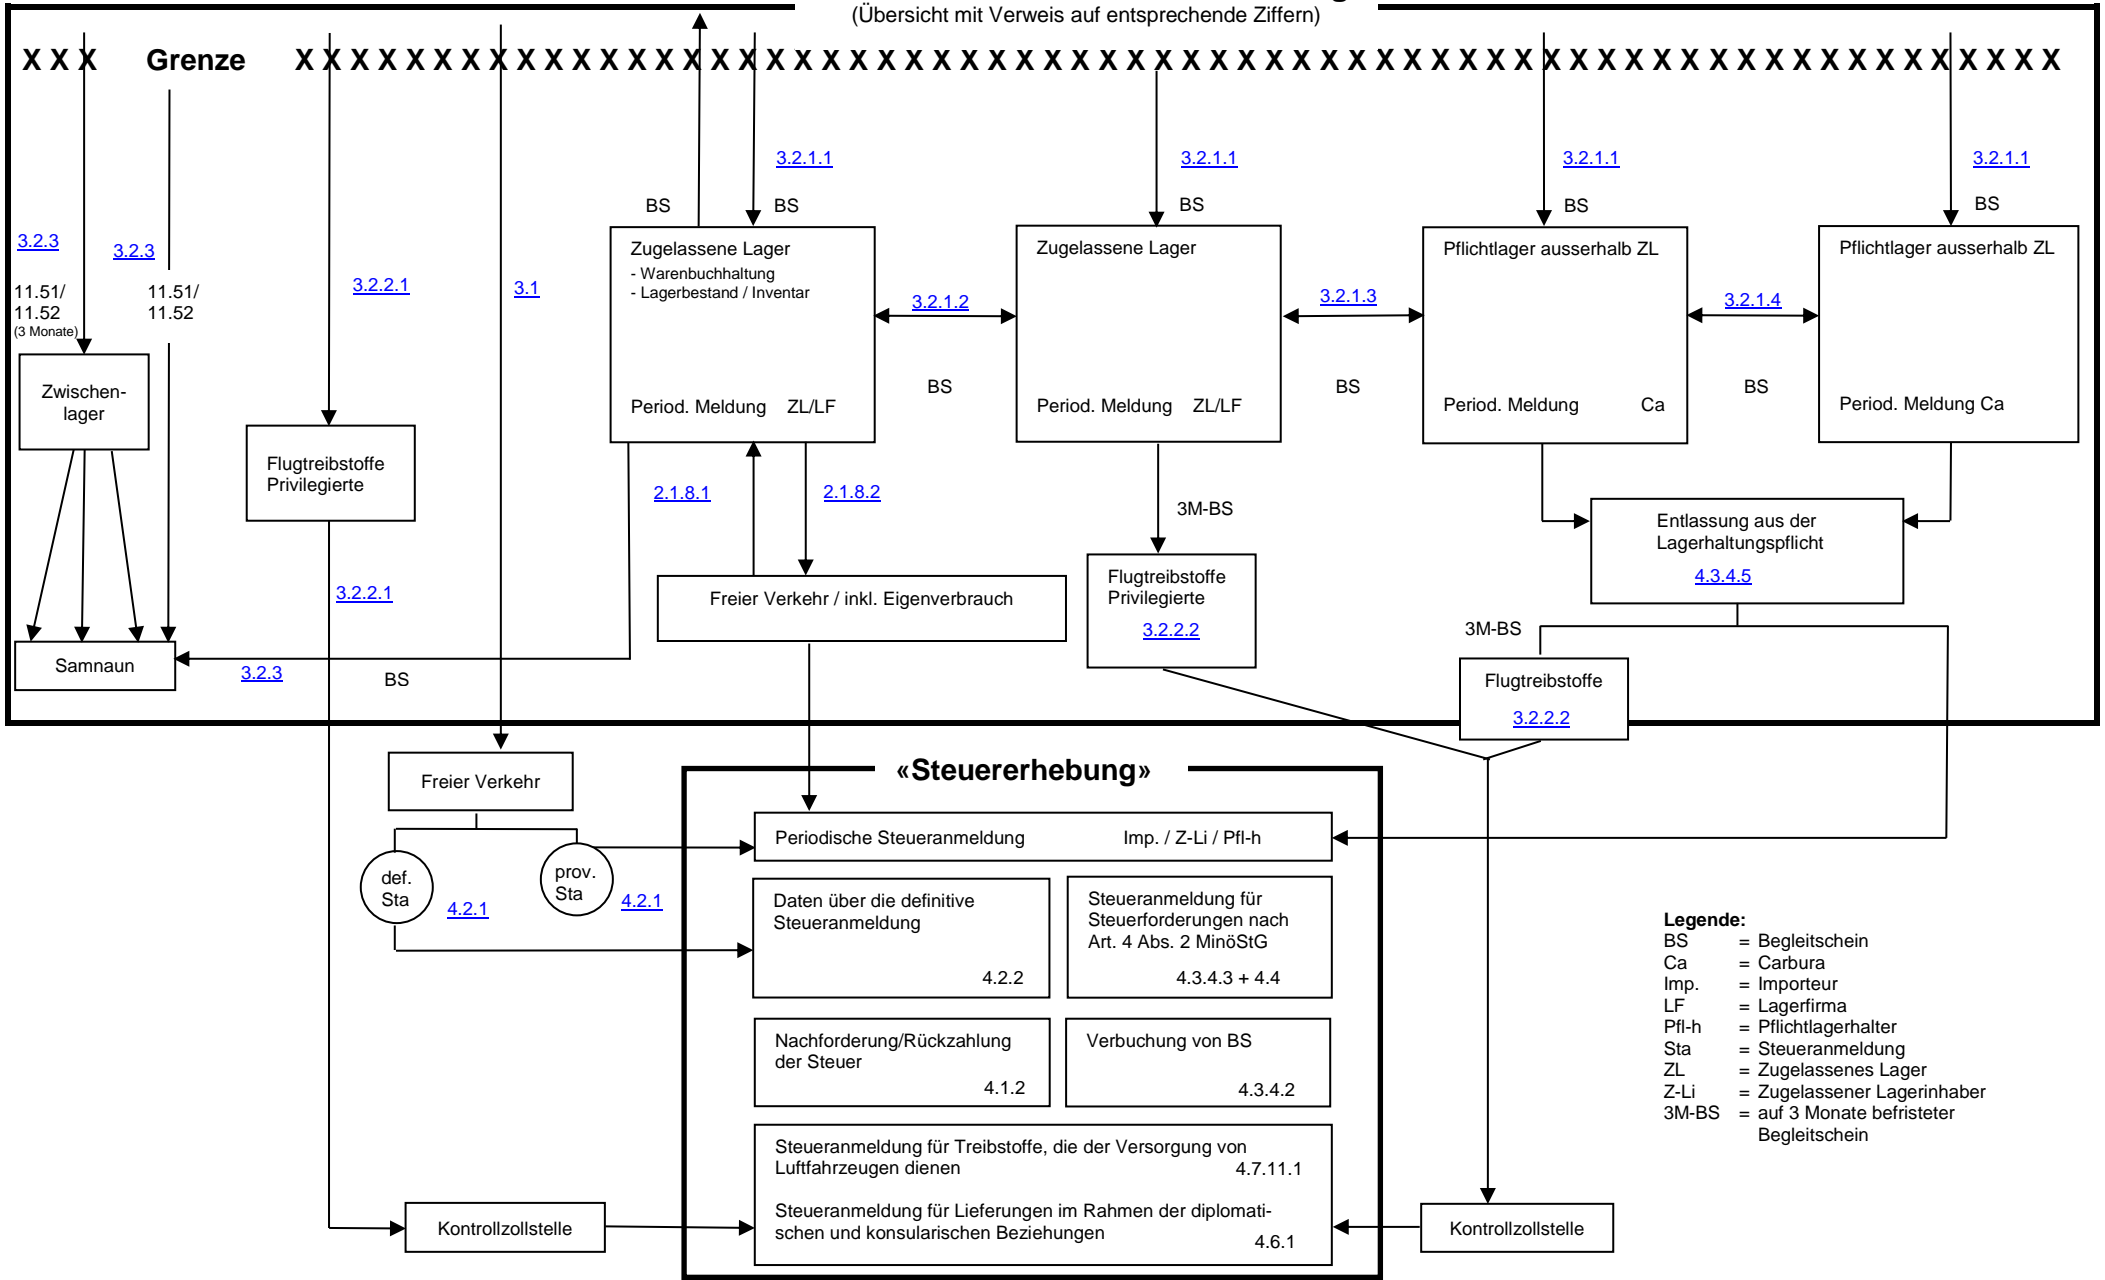 (Übersicht mit Verweis auf entsprechende Ziffern)
X X X Grenze X X X X X X X X X X X X X X X X X X X X X X X X X X X X X X X X X X X X X X X X X X X X X X X X X X X X X X X X X X X X X X X X X
3.2.1.1
3.2.1.1
3.2.1.1
3.2.1.1
BS
BS
BS
BS
BS
3.2.3
3.2.3
11.51/
11.52
(3 Monate)
11.51/
11.52
3.2.2.1
3.1
Zugelassene Lager
- Warenbuchhaltung
- Lagerbestand / Inventar
Period. Meldung ZL/LF
3.2.1.2
BS
Zugelassene Lager
Period. Meldung ZL/LF
3.2.1.3
BS
Pflichtlager ausserhalb ZL
Period. Meldung Ca
3.2.1.4
BS
Pflichtlager ausserhalb ZL
Period. Meldung Ca
Zwischen-
lager
Flugtreibstoffe
Privilegierte
2.1.8.1
2.1.8.2
3M-BS
Entlassung aus der
Lagerhaltungspflicht
4.3.4.5
3.2.2.1
Freier Verkehr / inkl. Eigenverbrauch
Flugtreibstoffe
Privilegierte
3.2.2.2
3M-BS
Samnaun
3.2.3
BS
Flugtreibstoffe
3.2.2.2
Freier Verkehr
«Steuererhebung»
Periodische Steueranmeldung Imp. / Z-Li / Pfl-h
def.
Sta
4.2.1
prov.
Sta
4.2.1
Daten über die definitive
Steueranmeldung
4.2.2
Steueranmeldung für
Steuerforderungen nach
Art. 4 Abs. 2 MinöStG
4.3.4.3 + 4.4
Nachforderung/Rückzahlung
der Steuer
4.1.2
Verbuchung von BS
4.3.4.2
Steueranmeldung für Treibstoffe, die der Versorgung von
Luftfahrzeugen dienen 4.7.11.1
Steueranmeldung für Lieferungen im Rahmen der diplomati-
schen und konsularischen Beziehungen 4.6.1
Kontrollzollstelle
Kontrollzollstelle
Legende:
BS = Begleitschein
Ca = Carbura
Imp. = Importeur
LF = Lagerfirma
Pfl-h = Pflichtlagerhalter
Sta = Steueranmeldung
ZL = Zugelassenes Lager
Z-Li = Zugelassener Lagerinhaber
3M-BS = auf 3 Monate befristeter
Begleitschein